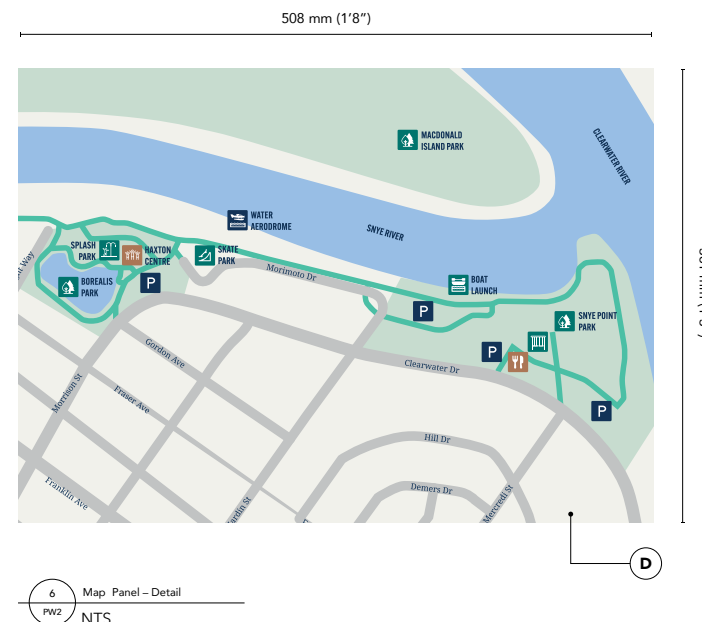 508 mm (1'8")
MACDONALD
ISLAND PARK
CLEARWATER RIVER
WATER
AERODROME
SNYE RIVER
SPLASH
PARK
HAXTON
CENTRE
SKATE
PARK
Way
Morimoto Dr
BOREALIS
PARK
P
BOAT
LAUNCH
P
SNYE POINT
PARK
Gordon Ave
P
Clearwater Dr
Morrison St
Fraser Ave
P
Hill Dr
Franklin Ave
Demers Dr
Mercredi St
D
6
Map Panel – Detail
PW2
NTS